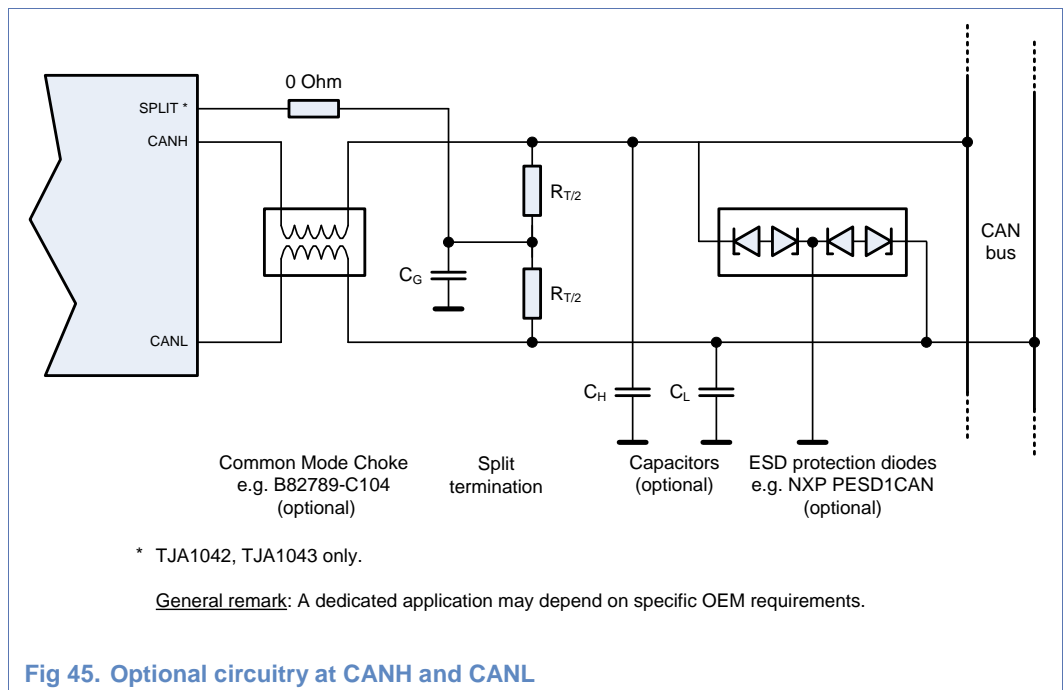 0 Ohm
SPLIT *
CANH
RT/2
CAN
bus
CG
RT/2
CANL
CH
CL
Common Mode Choke
e.g. B82789-C104
(optional)
Split
termination
Capacitors
(optional)
ESD protection diodes
e.g. NXP PESD1CAN
(optional)
* TJA1042, TJA1043 only.
General remark: A dedicated application may depend on specific OEM requirements.
Fig 45. Optional circuitry at CANH and CANL